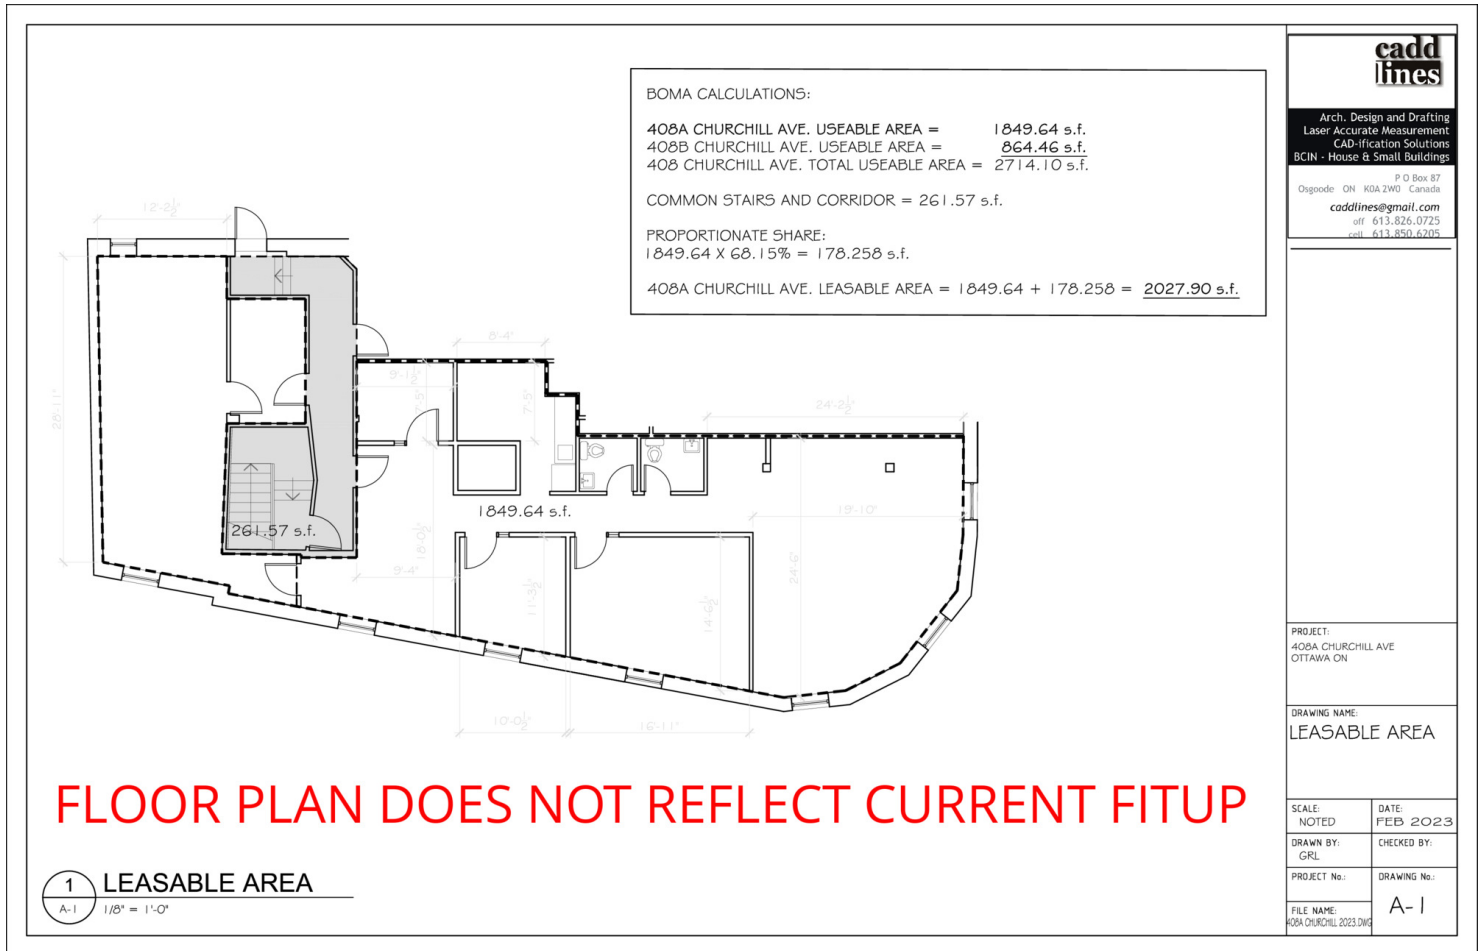 BOMA CALCULATIONS:
408A CHURCHILL AVE. USEABLE AREA = 1849.64 s.f.
408B CHURCHILL AVE. USEABLE AREA = 864.46 s.f.
408 CHURCHILL AVE. TOTAL USEABLE AREA = 2714.10 s.f.
COMMON STAIRS AND CORRIDOR = 261.57 s.f.
PROPORTIONATE SHARE:
1849.64 X 68.15% = 178.258 s.f.
408A CHURCHILL AVE. LEASABLE AREA = 1849.64 + 178.258 = 2027.90 s.f.
12'-2½"
28'-11"
8'-4"
9'-1½"
7'-5"
7'-5"
24'-2½"
261.57 s.f.
1849.64 s.f.
19'-10"
18'-0½"
9'-4"
11'-3½"
14'-6½"
24'-6"
10'-0½"
16'-11"
FLOOR PLAN DOES NOT REFLECT CURRENT FITUP
1
A-1
LEASABLE AREA
1/8" = 1'-0"
cadd
lines
Arch. Design and Drafting
Laser Accurate Measurement
CAD-ification Solutions
BCIN - House & Small Buildings
P O Box 87
Osgoode ON K0A 2W0 Canada
caddlines@gmail.com
off 613.826.0725
cell 613.850.6205
PROJECT:
408A CHURCHILL AVE
OTTAWA ON
DRAWING NAME:
LEASABLE AREA
SCALE:
NOTED
DATE:
FEB 2023
DRAWN BY:
GRL
CHECKED BY:
PROJECT No.:
DRAWING No.:
A-1
FILE NAME:
408A CHURCHILL 2023.DWG